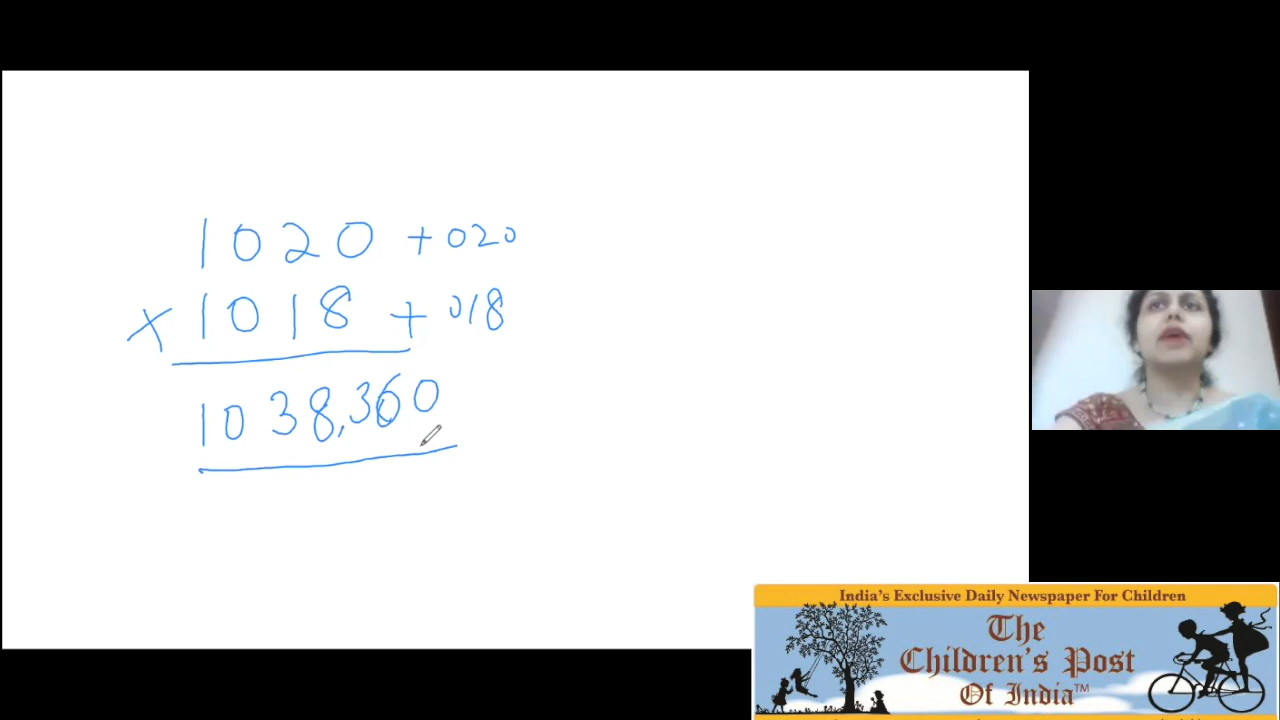 1020 +020
×1018 +018
1038,360
India's Exclusive Daily Newspaper For Children
The
Children's Post
Of India™